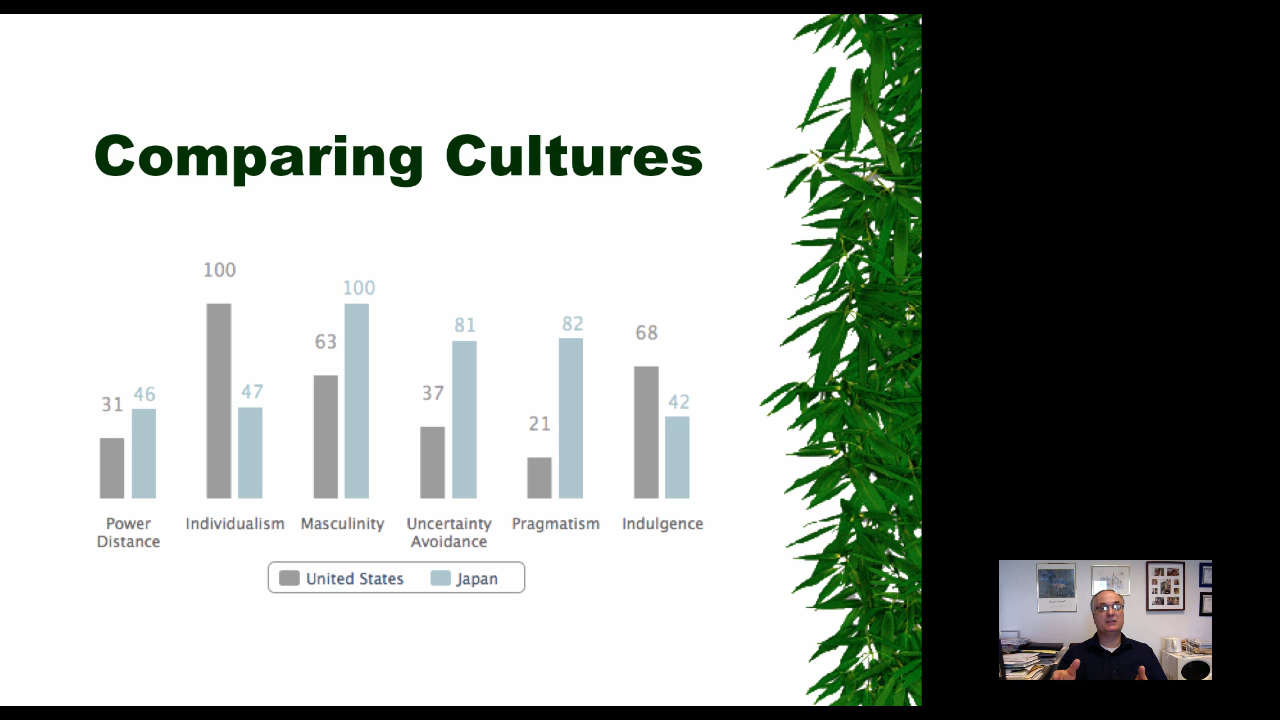 Comparing Cultures
100
100
63
81
82
68
31
46
47
37
21
42
Power
Distance
Individualism
Masculinity
Uncertainty
Avoidance
Pragmatism
Indulgence
United States
Japan